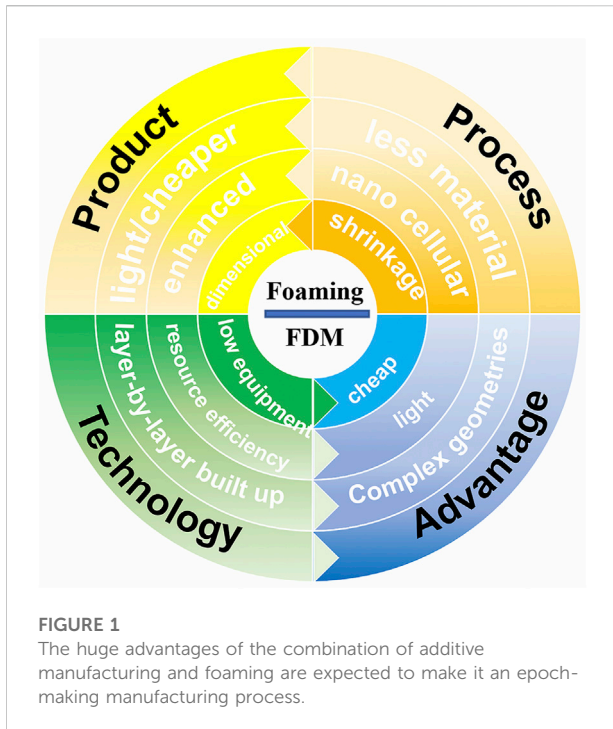 Product
light/cheaper
enhanced
dimensional
Process
less material
nano cellular
shrinkage
Foaming
FDM
Technology
layer-by-layer built up
resource efficiency
low equipment
cheap
light
Complex geometries
Advantage
FIGURE 1
The huge advantages of the combination of additive
manufacturing and foaming are expected to make it an epoch-
making manufacturing process.